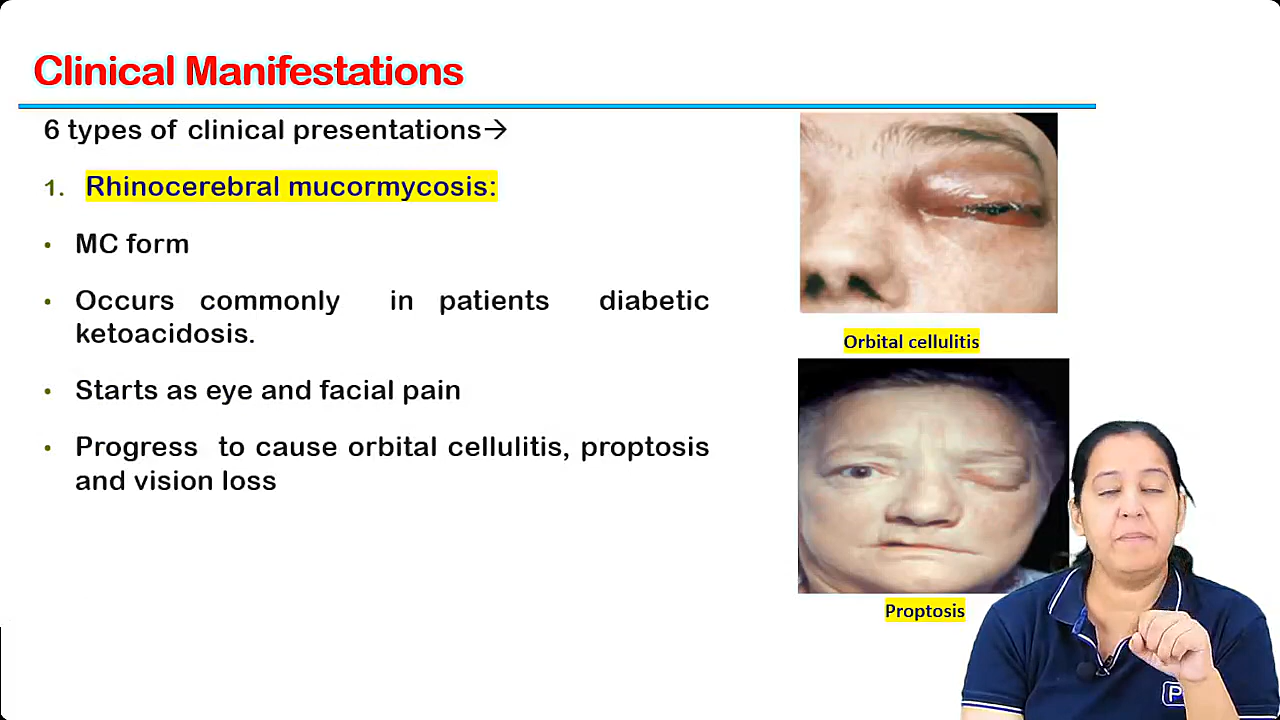 Clinical Manifestations
6 types of clinical presentations→
1. Rhinocerebral mucormycosis:
• MC form
• Occurs commonly in patients diabetic
ketoacidosis.
• Starts as eye and facial pain
• Progress to cause orbital cellulitis, proptosis
and vision loss
Orbital cellulitis
Proptosis
P